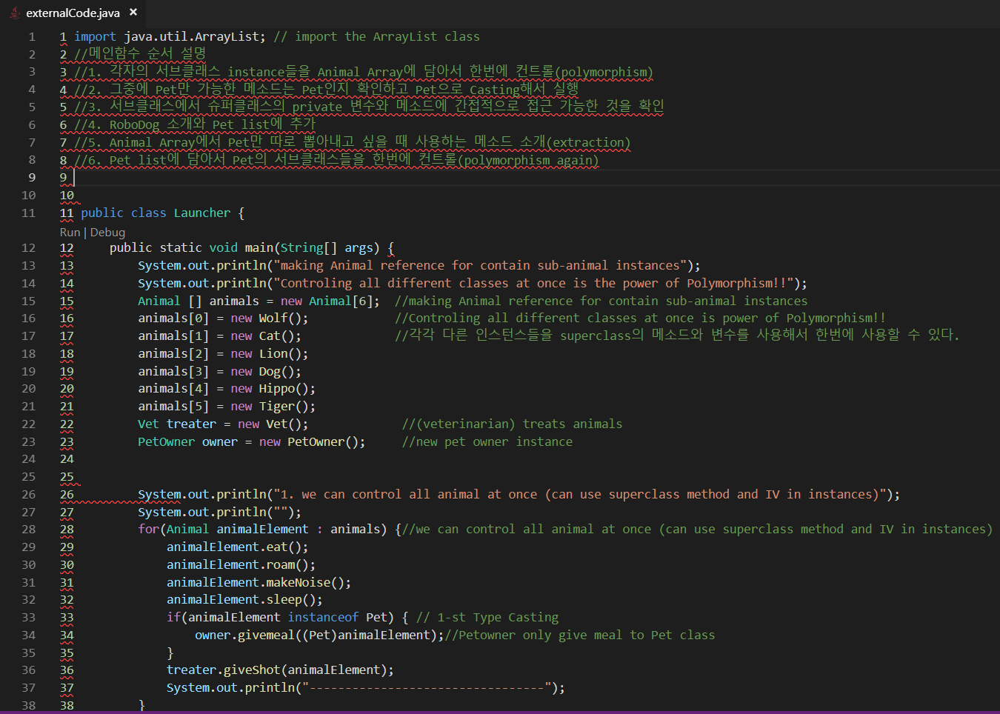 externalCode.java ×
1 1 import java.util.ArrayList; // import the ArrayList class
2 2 //메인함수 순서 설명
3 3 //1. 각자의 서브클래스 instance들을 Animal Array에 담아서 한번에 컨트롤(polymorphism)
4 4 //2. 그중에 Pet만 가능한 메소드는 Pet인지 확인하고 Pet으로 Casting해서 실행
5 5 //3. 서브클래스에서 슈퍼클래스의 private 변수와 메소드에 간접적으로 접근 가능한 것을 확인
6 6 //4. RoboDog 소개와 Pet list에 추가
7 7 //5. Animal Array에서 Pet만 따로 뽑아내고 싶을 때 사용하는 메소드 소개(extraction)
8 8 //6. Pet list에 담아서 Pet의 서브클래스들을 한번에 컨트롤(polymorphism again)
9 9
10 10
11 11 public class Launcher {
Run | Debug
12 12     public static void main(String[] args) {
13 13         System.out.println("making Animal reference for contain sub-animal instances");
14 14         System.out.println("Controling all different classes at once is the power of Polymorphism!!");
15 15         Animal [] animals = new Animal[6];  //making Animal reference for contain sub-animal instances
16 16         animals[0] = new Wolf();            //Controling all different classes at once is power of Polymorphism!!
17 17         animals[1] = new Cat();             //각각 다른 인스턴스들을 superclass의 메소드와 변수를 사용해서 한번에 사용할 수 있다.
18 18         animals[2] = new Lion();
19 19         animals[3] = new Dog();
20 20         animals[4] = new Hippo();
21 21         animals[5] = new Tiger();
22 22         Vet treater = new Vet();             //(veterinarian) treats animals
23 23         PetOwner owner = new PetOwner();     //new pet owner instance
24 24
25 25
26 26         System.out.println("1. we can control all animal at once (can use superclass method and IV in instances)");
27 27         System.out.println("");
28 28         for(Animal animalElement : animals) {//we can control all animal at once (can use superclass method and IV in instances)
29 29             animalElement.eat();
30 30             animalElement.roam();
31 31             animalElement.makeNoise();
32 32             animalElement.sleep();
33 33             if(animalElement instanceof Pet) { // 1-st Type Casting
34 34                 owner.givemeal((Pet)animalElement);//Petowner only give meal to Pet class
35 35             }
36 36             treater.giveShot(animalElement);
37 37             System.out.println("---------------------------------");
38 38         }